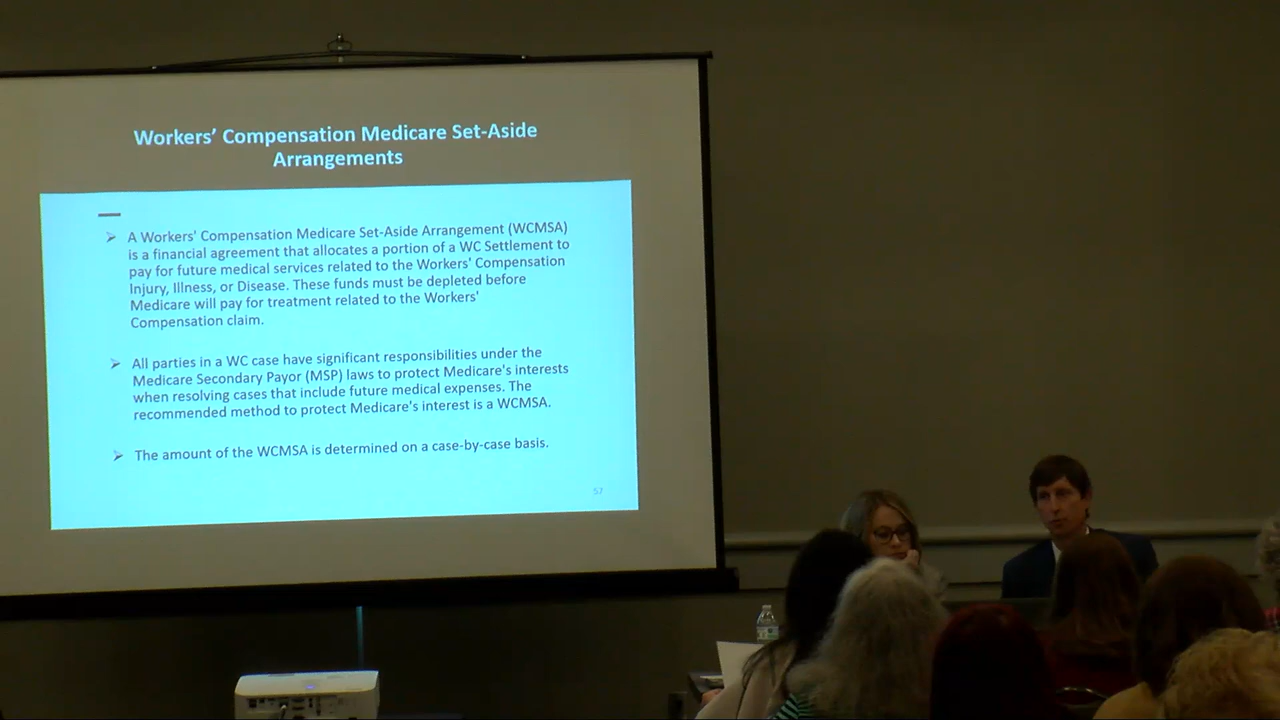 Workers’ Compensation Medicare Set-Aside
Arrangements
A Workers' Compensation Medicare Set-Aside Arrangement (WCMSA)
is a financial agreement that allocates a portion of a WC Settlement to
pay for future medical services related to the Workers' Compensation
Injury, Illness, or Disease. These funds must be depleted before
Medicare will pay for treatment related to the Workers'
Compensation claim.
All parties in a WC case have significant responsibilities under the
Medicare Secondary Payor (MSP) laws to protect Medicare's interests
when resolving cases that include future medical expenses. The
recommended method to protect Medicare's interest is a WCMSA.
The amount of the WCMSA is determined on a case-by-case basis.
57